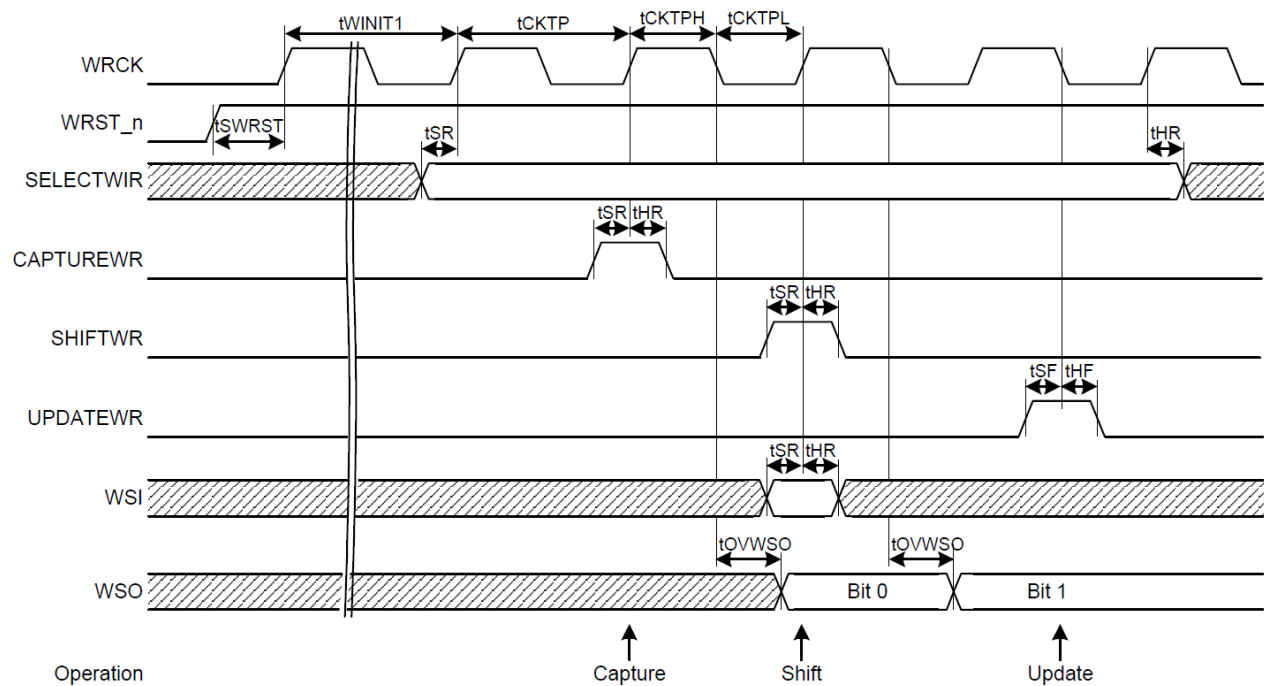 tWINIT1 tCKTP tCKTPH tCKTPL
WRCK
WRST_n
tSWRST tSR tHR
SELECTWIR
tSR tHR
CAPTUREWR
tSR tHR
SHIFTWR
tSF tHF
UPDATEWR
tSR tHR
WSI
tOVWSO tOVWSO
WSO Bit 0 Bit 1
Operation Capture Shift Update